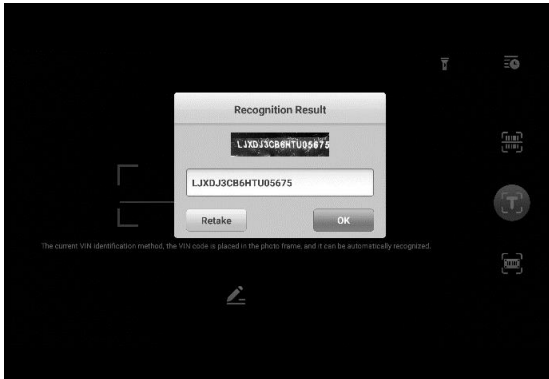 Recognition Result
LJXDJ3CB6HTU05675
LJXDJ3CB6HTU05675
Retake
OK
The current VIN identification method, the VIN code is placed in the photo frame, and it can be automatically recognized.
T